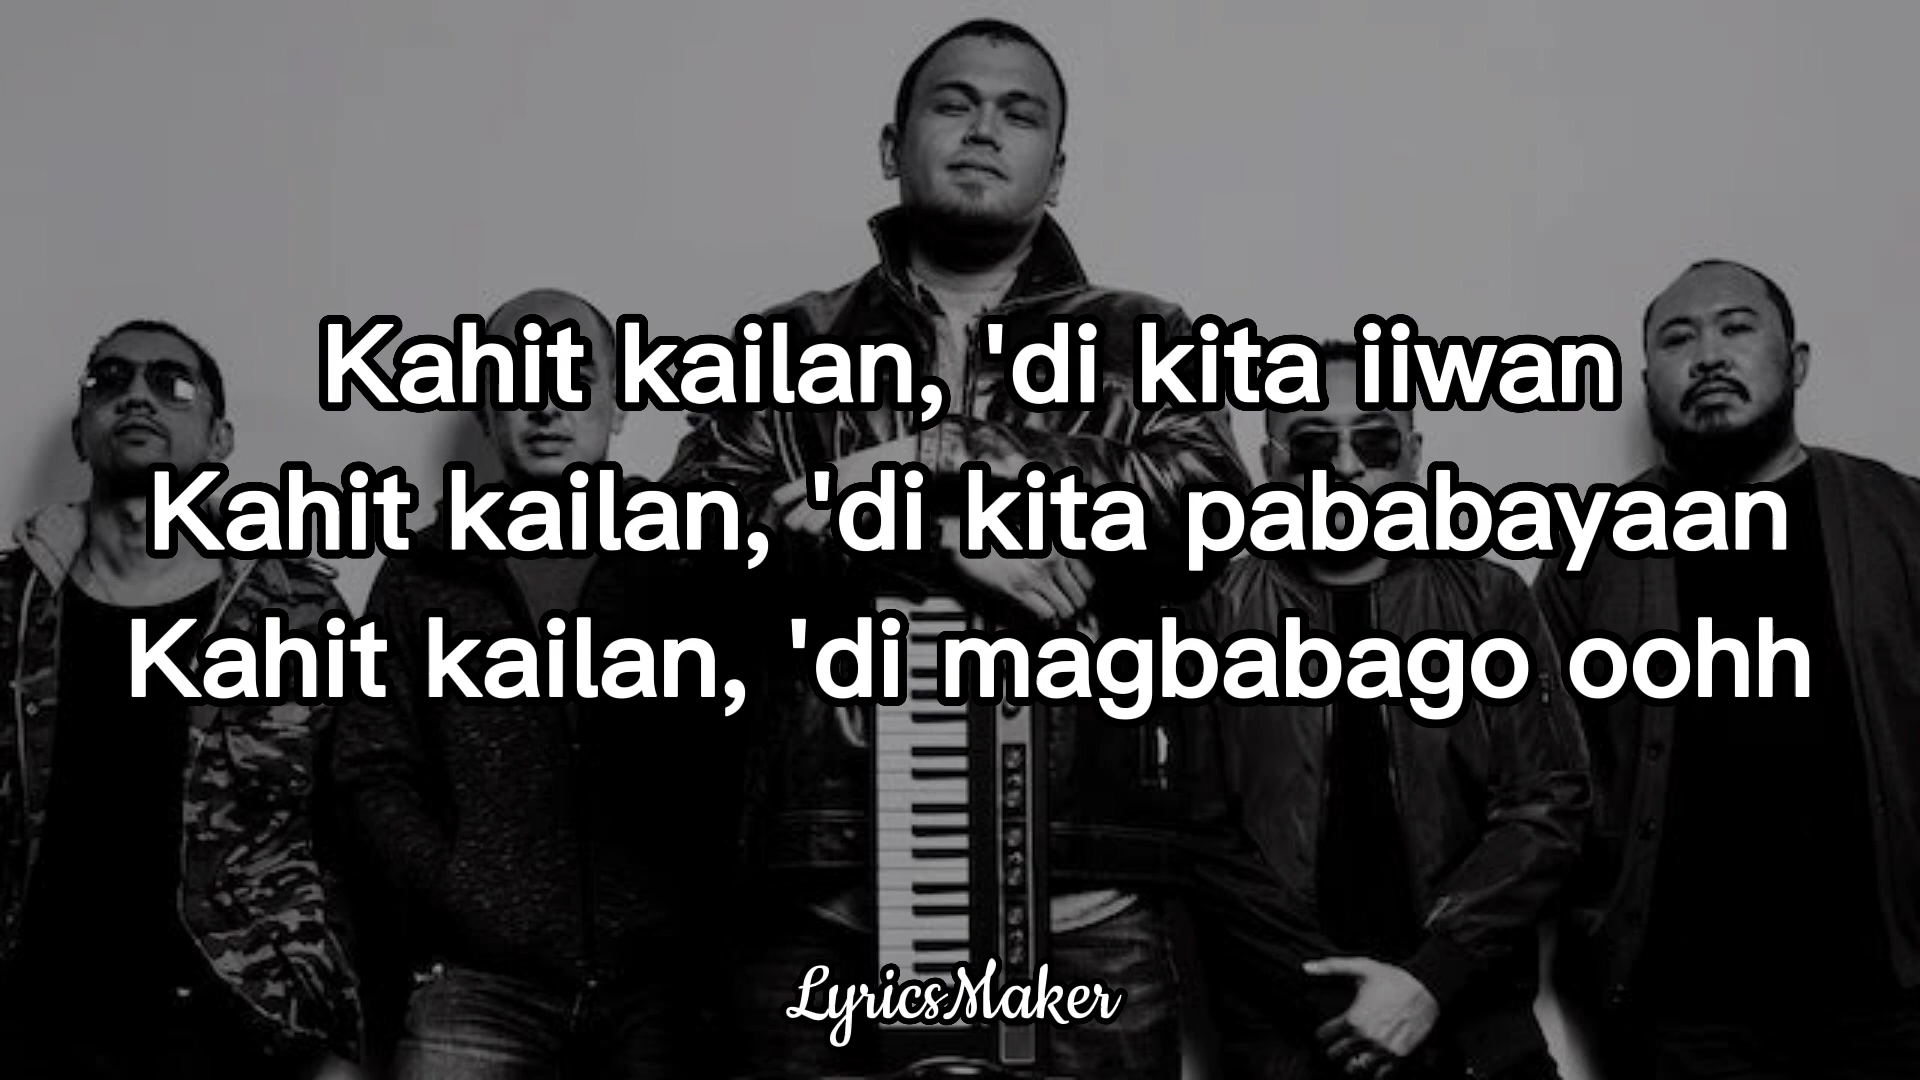 Kahit kailan, 'di kita iiwan
Kahit kailan, 'di kita pababayaan
Kahit kailan, 'di magbabago oohh
LyricsMaker